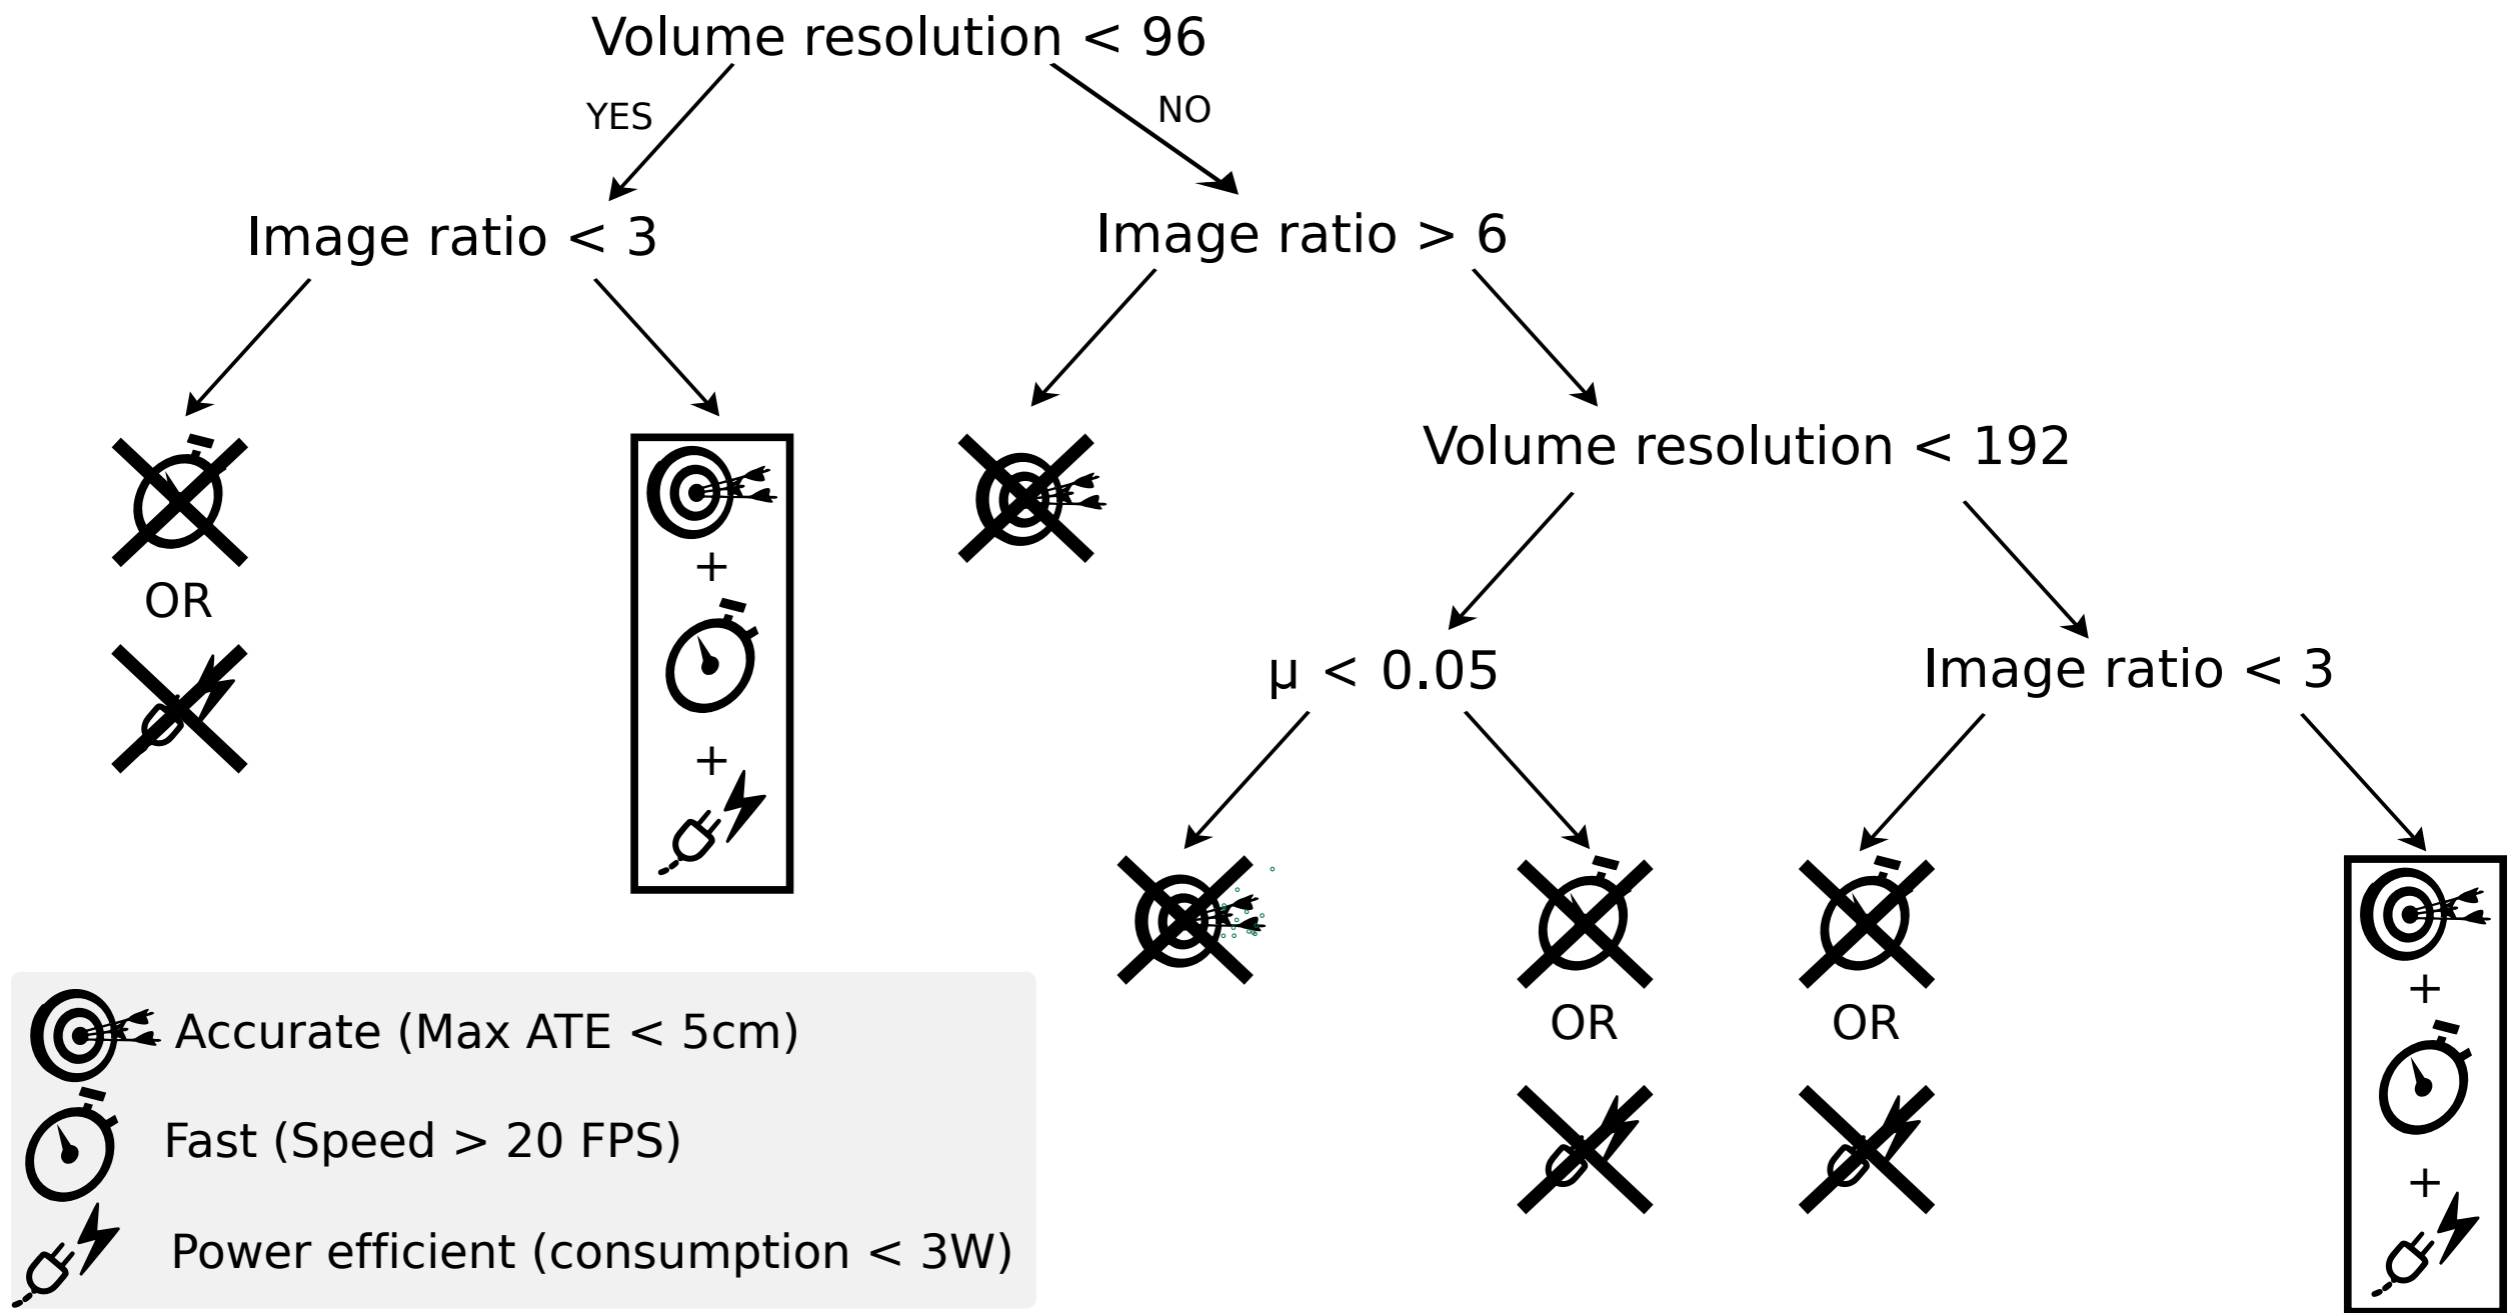 Volume resolution < 96
YES
NO
Image ratio < 3
Image ratio > 6
Volume resolution < 192
OR
+
+
µ < 0.05
Image ratio < 3
OR
OR
+
+
Accurate (Max ATE < 5cm)
Fast (Speed > 20 FPS)
Power efficient (consumption < 3W)